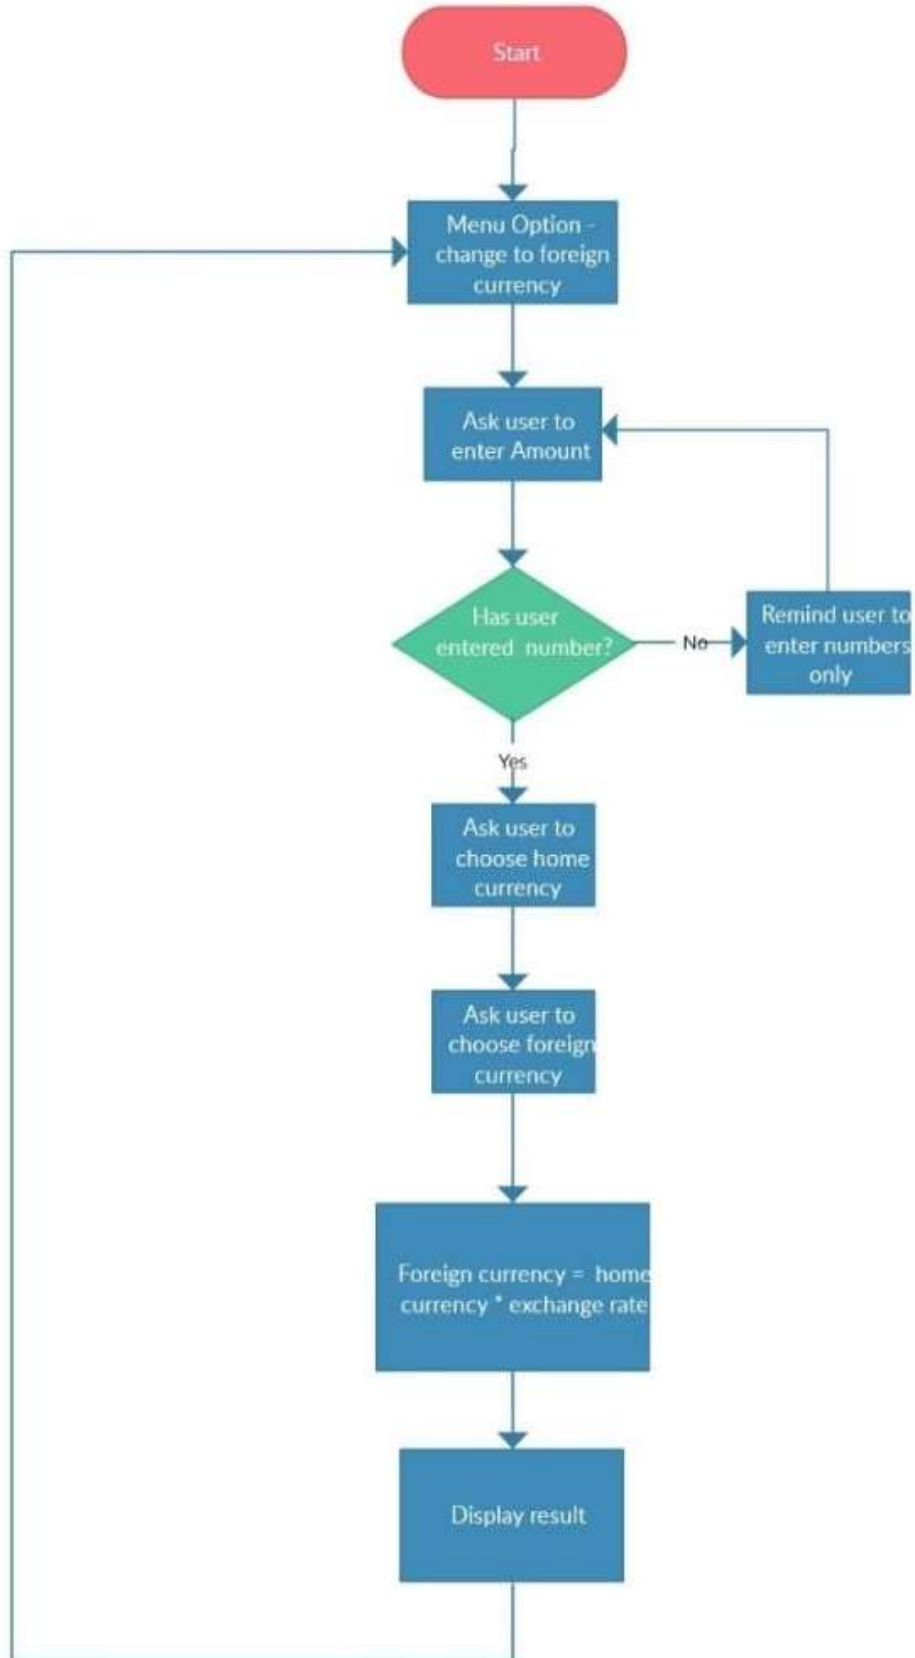 Start
Menu Option -
change to foreign
currency
Ask user to
enter Amount
Has user
entered number?
No
Remind user to
enter numbers
only
Yes
Ask user to
choose home
currency
Ask user to
choose foreign
currency
Foreign currency = home
currency * exchange rate
Display result